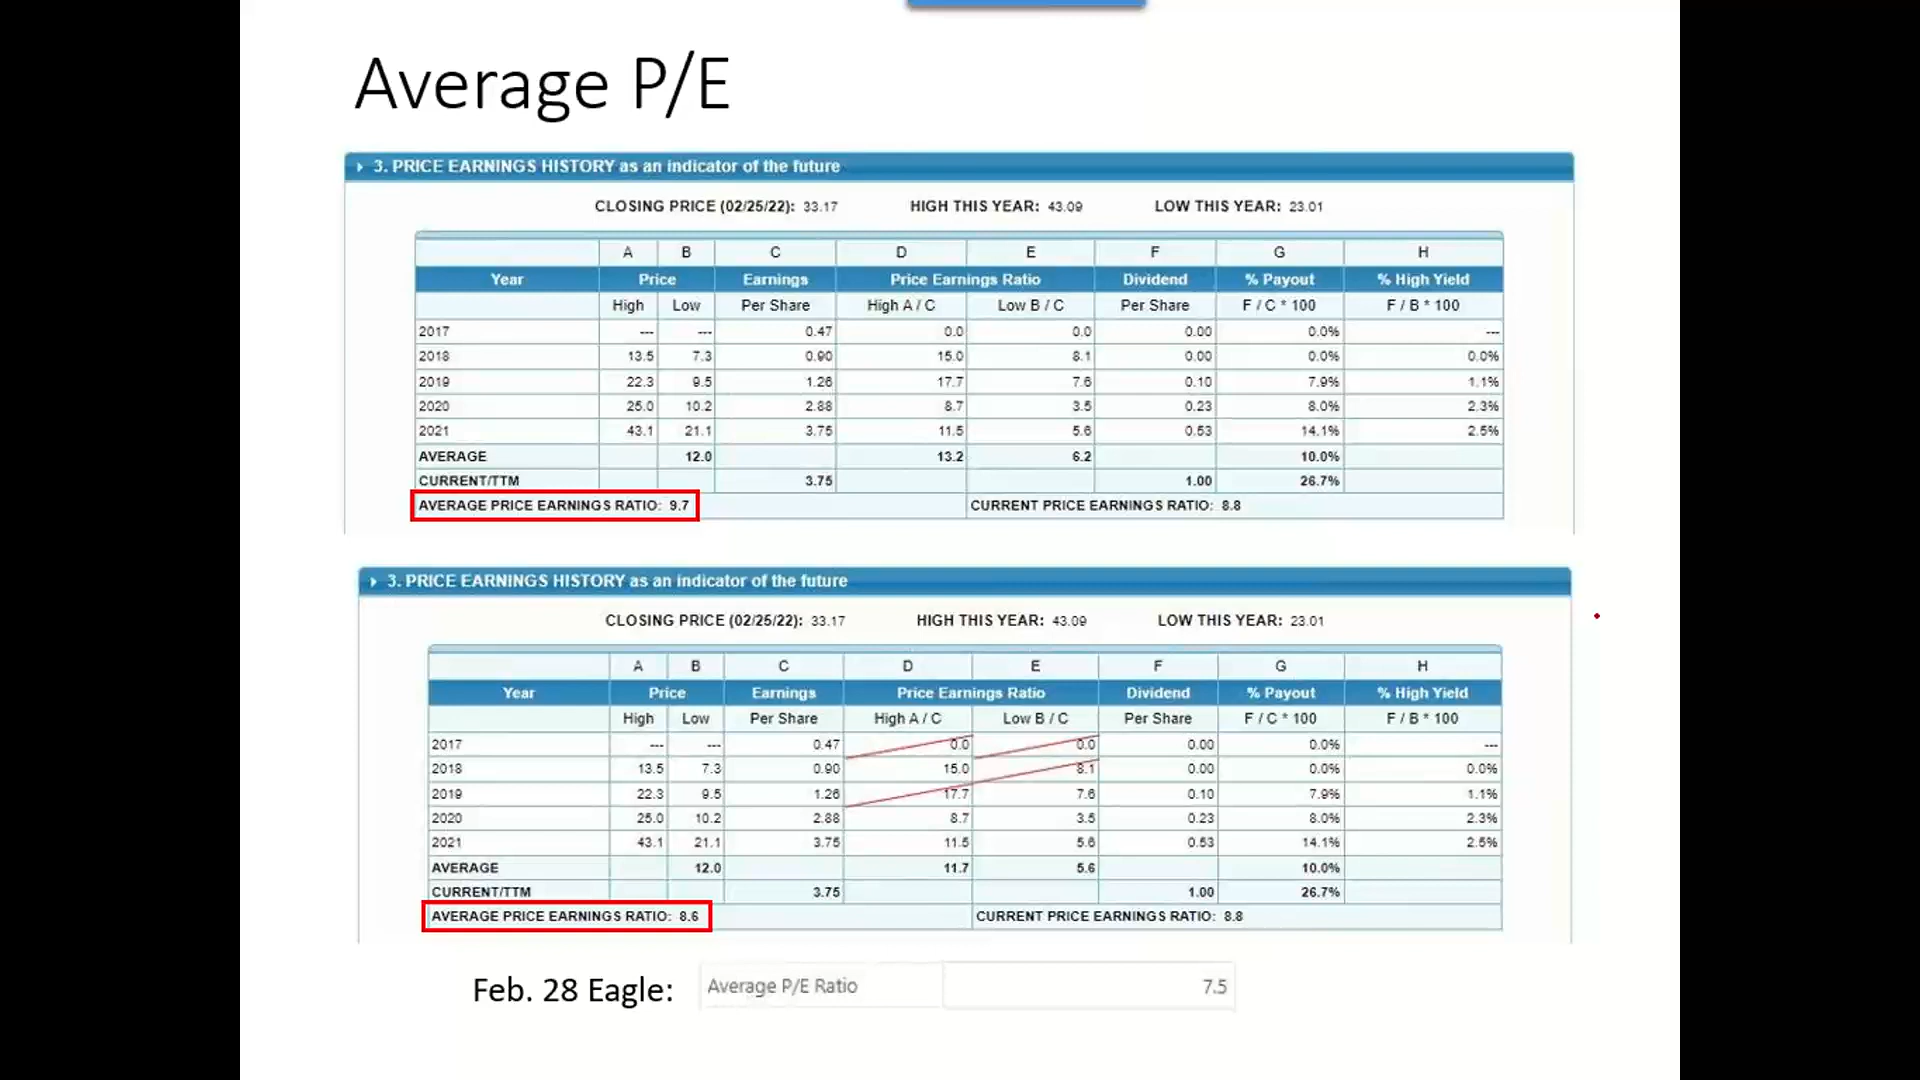 Average P/E
3. PRICE EARNINGS HISTORY as an indicator of the future
CLOSING PRICE (02/25/22): 33.17 HIGH THIS YEAR: 43.09 LOW THIS YEAR: 23.01
A B C D E F G H
Year Price Earnings Price Earnings Ratio Dividend % Payout % High Yield
High Low Per Share High A / C Low B / C Per Share F / C * 100 F / B * 100
2017 --- --- 0.47 0.0 0.0 0.00 0.0% ---
2018 13.5 7.3 0.90 15.0 8.1 0.00 0.0% 0.0%
2019 22.3 9.5 1.26 17.7 7.6 0.10 7.9% 1.1%
2020 25.0 10.2 2.88 8.7 3.5 0.23 8.0% 2.3%
2021 43.1 21.1 3.75 11.5 5.6 0.53 14.1% 2.5%
AVERAGE 12.0 13.2 6.2 10.0%
CURRENT/TTM 3.75 1.00 26.7%
AVERAGE PRICE EARNINGS RATIO: 9.7 CURRENT PRICE EARNINGS RATIO: 8.8
3. PRICE EARNINGS HISTORY as an indicator of the future
CLOSING PRICE (02/25/22): 33.17 HIGH THIS YEAR: 43.09 LOW THIS YEAR: 23.01
A B C D E F G H
Year Price Earnings Price Earnings Ratio Dividend % Payout % High Yield
High Low Per Share High A / C Low B / C Per Share F / C * 100 F / B * 100
2017 --- --- 0.47 0.0 0.0 0.00 0.0% ---
2018 13.5 7.3 0.90 15.0 8.1 0.00 0.0% 0.0%
2019 22.3 9.5 1.26 17.7 7.6 0.10 7.9% 1.1%
2020 25.0 10.2 2.88 8.7 3.5 0.23 8.0% 2.3%
2021 43.1 21.1 3.75 11.5 5.6 0.53 14.1% 2.5%
AVERAGE 12.0 11.7 5.6 10.0%
CURRENT/TTM 3.75 1.00 26.7%
AVERAGE PRICE EARNINGS RATIO: 8.6 CURRENT PRICE EARNINGS RATIO: 8.8
Feb. 28 Eagle: Average P/E Ratio 7.5